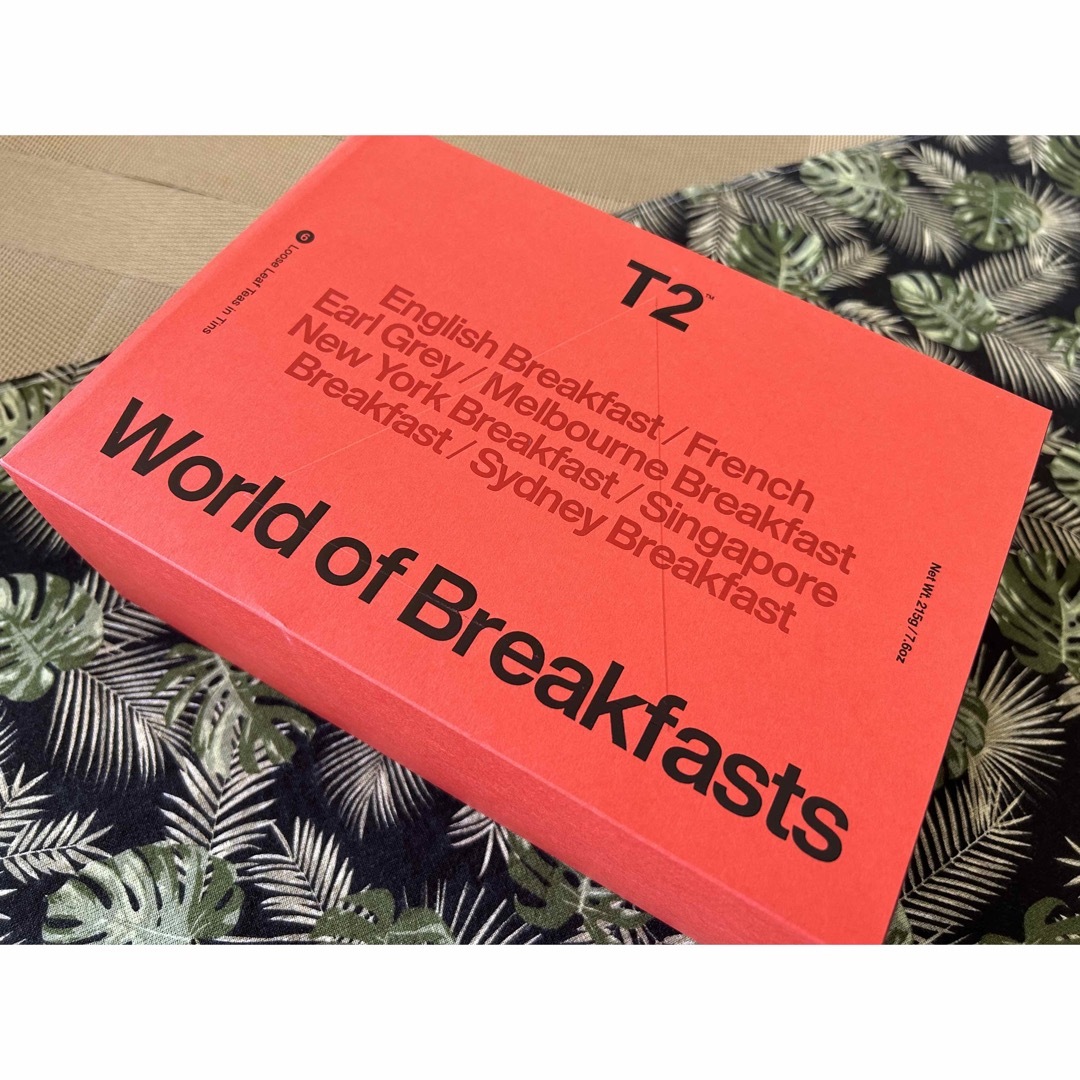 T2™
English Breakfast / French
Earl Grey / Melbourne Breakfast
New York Breakfast / Singapore
Breakfast / Sydney Breakfast
World of Breakfasts
6 Loose Leaf Teas in Tins
Net Wt. 215g / 7.6oz